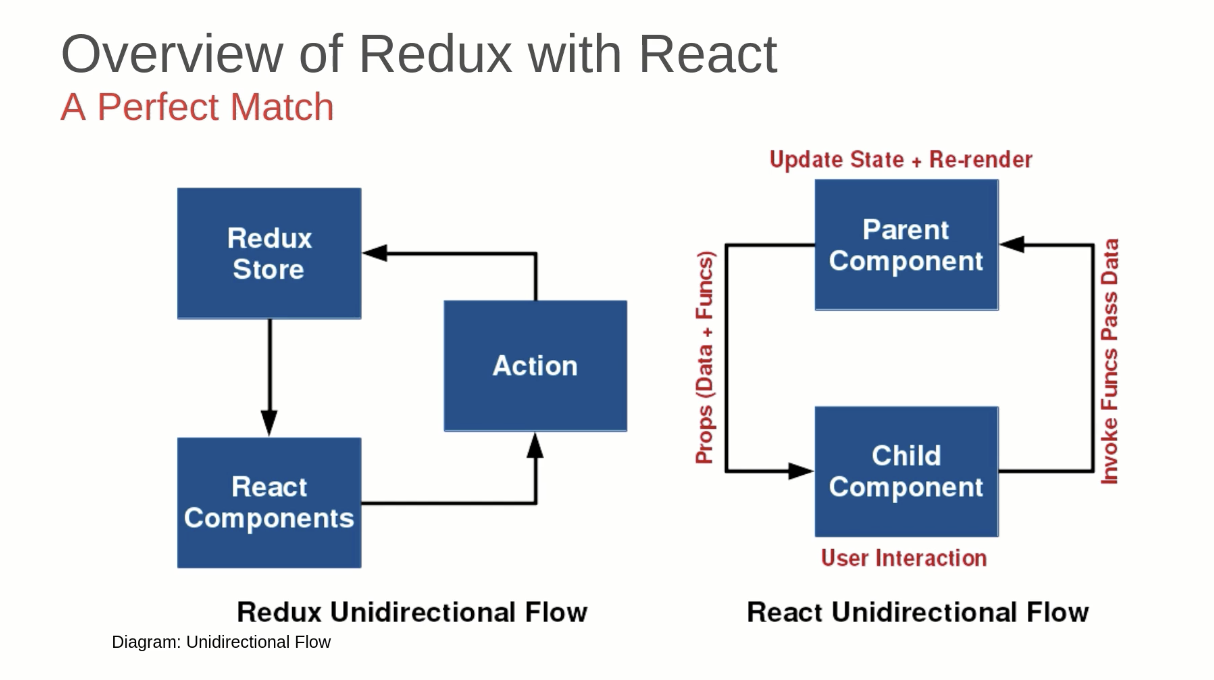 Overview of Redux with React
A Perfect Match
Redux
Store
Action
React
Components
Redux Unidirectional Flow
Update State + Re-render
Parent
Component
Props (Data + Funcs)
Invoke Funcs Pass Data
Child
Component
User Interaction
React Unidirectional Flow
Diagram: Unidirectional Flow